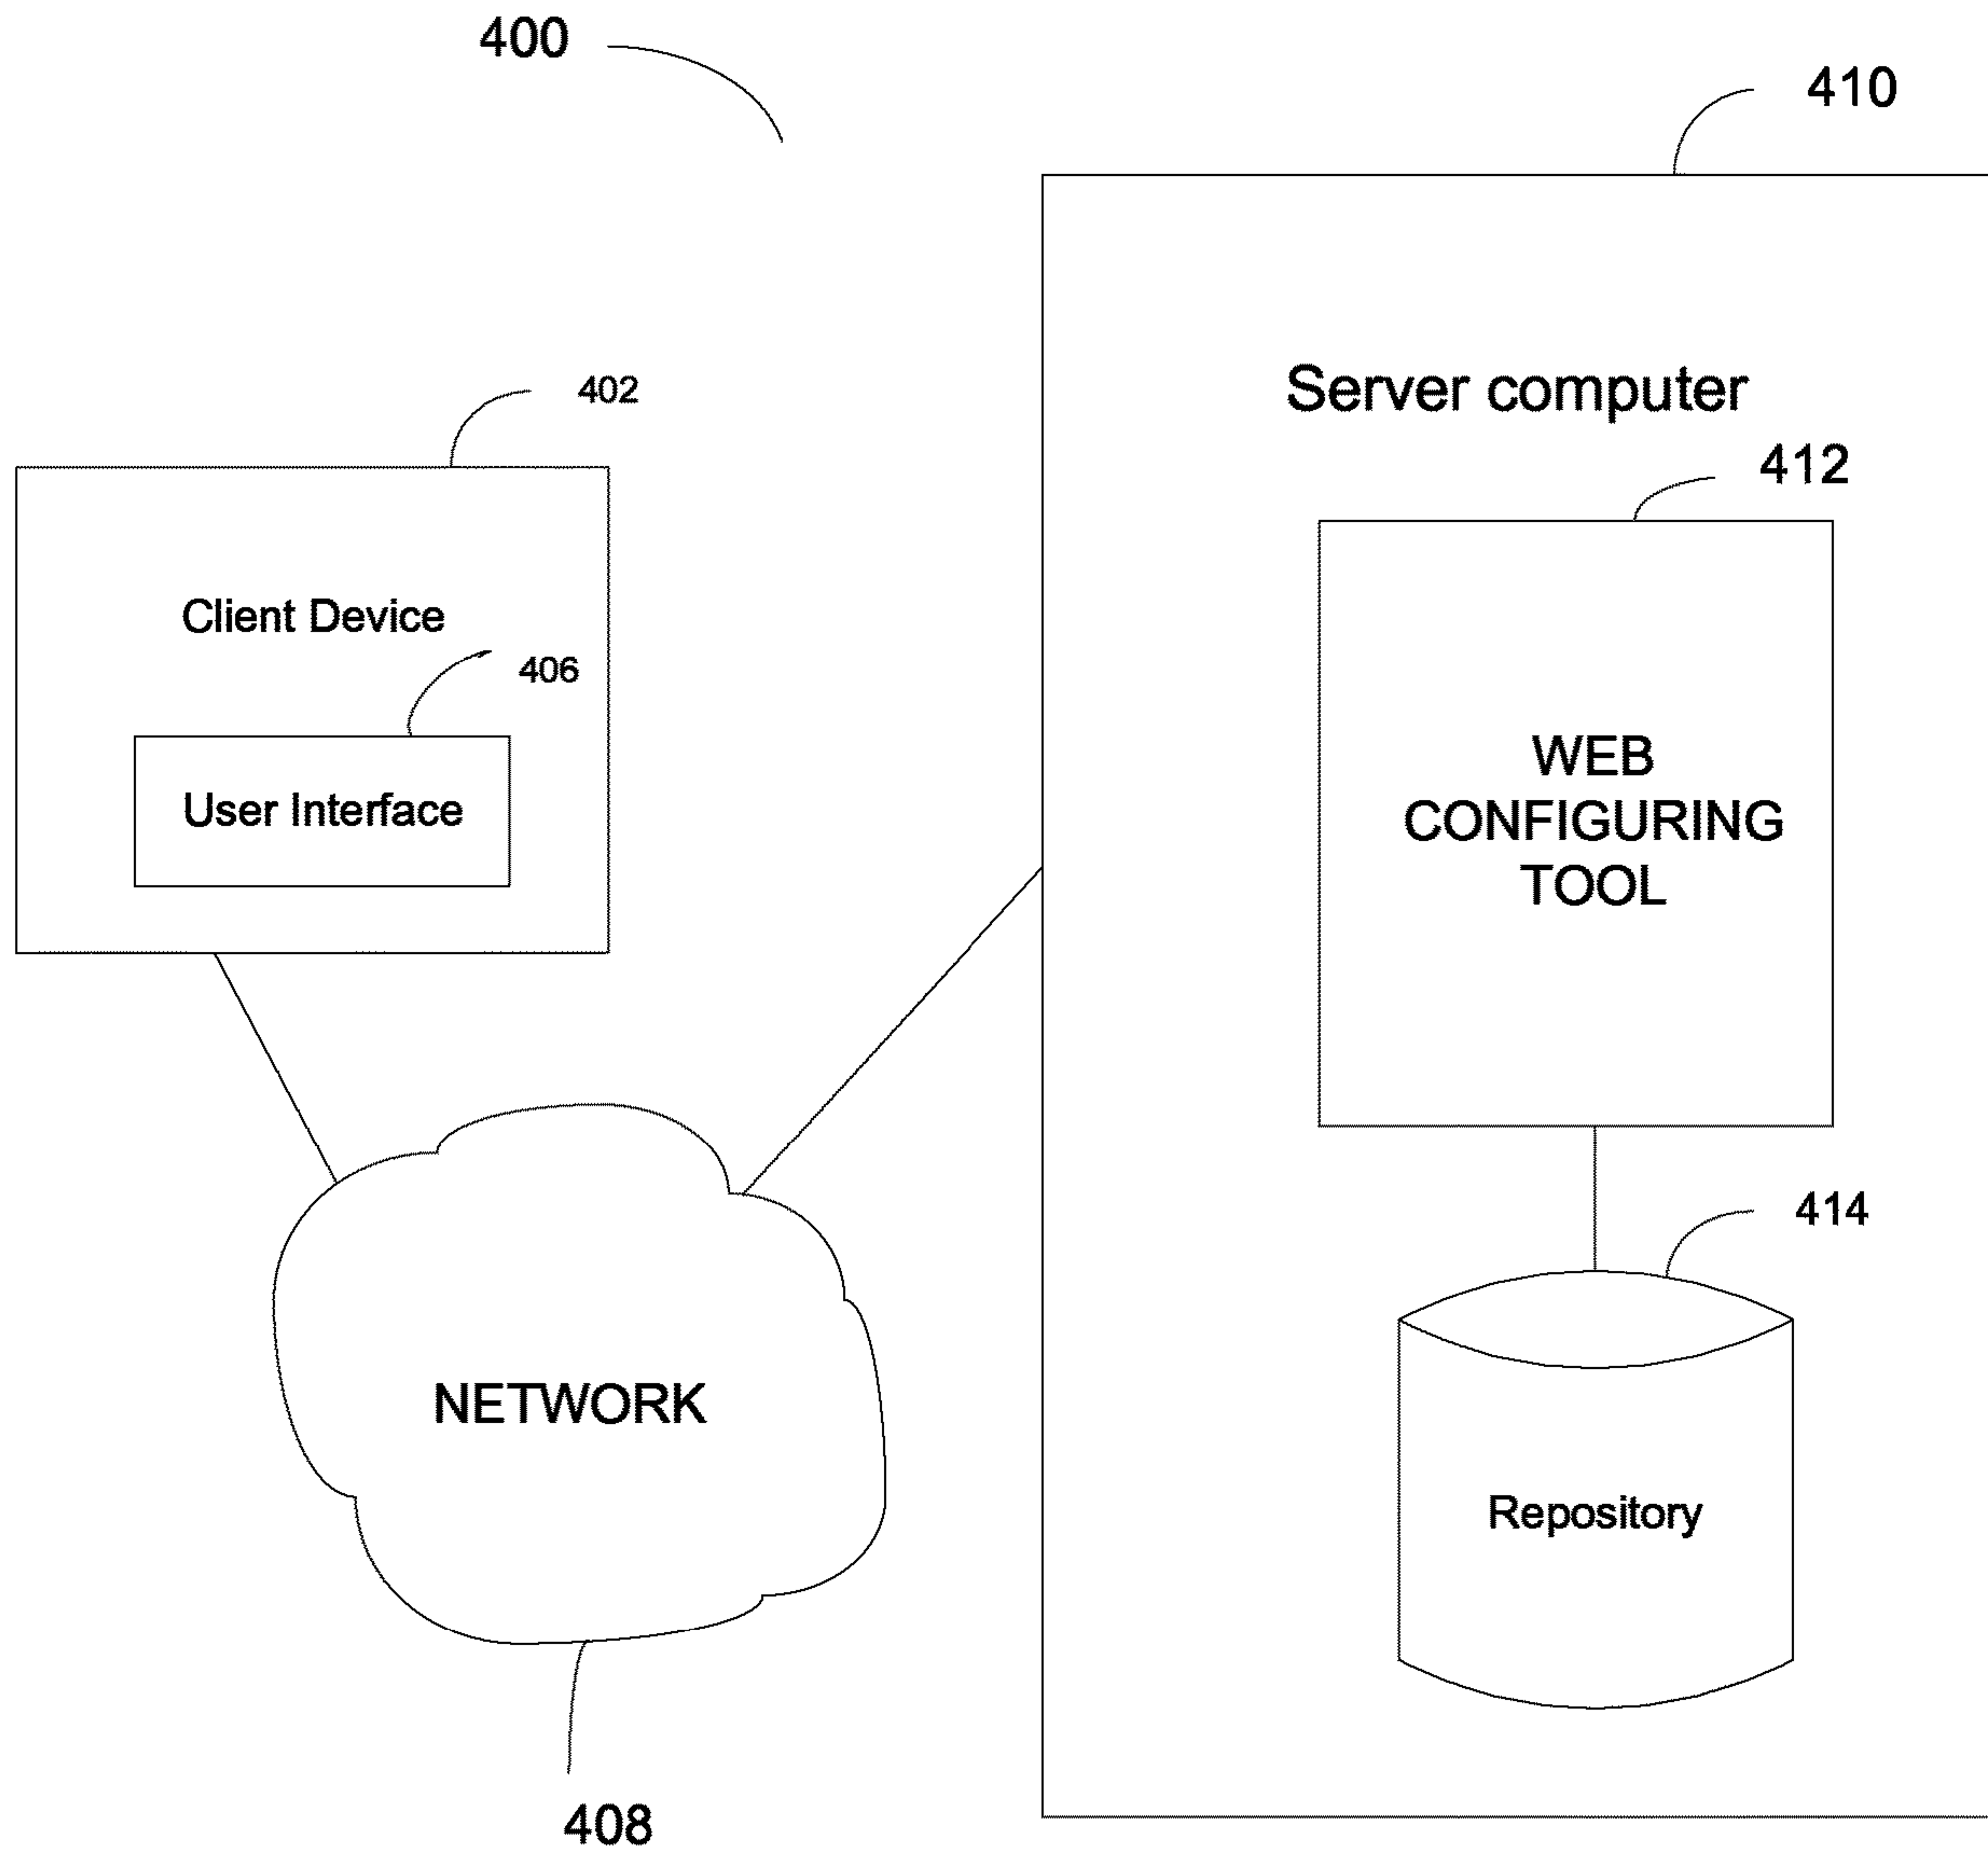 400
410
Server computer
402
412
Client Device
406
User Interface
WEB
CONFIGURING
TOOL
414
NETWORK
Repository
408